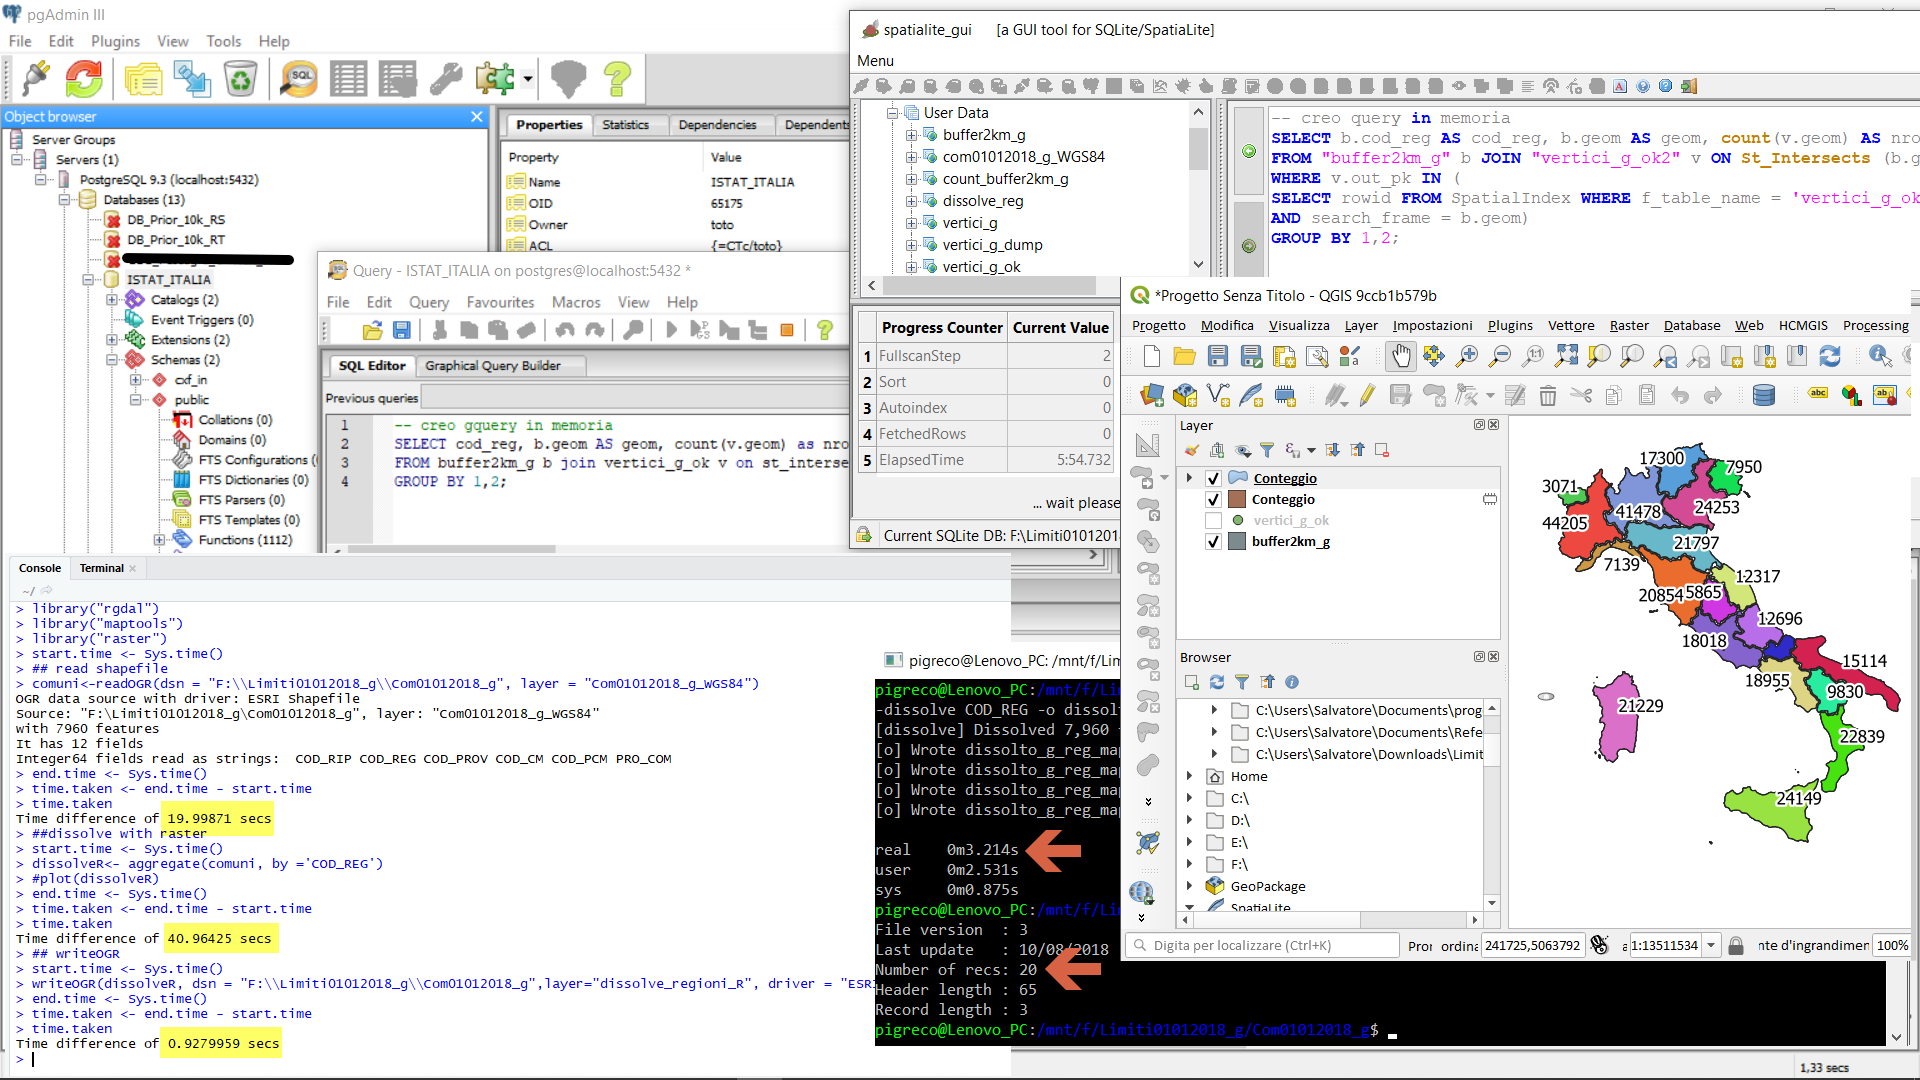 pgAdmin III
File Edit Plugins View Tools Help
SQL
Object browser
Server Groups
Servers (1)
PostgreSQL 9.3 (localhost:5432)
Databases (13)
DB_Prior_10k_RS
DB_Prior_10k_RT
ISTAT_ITALIA
Catalogs (2)
Event Triggers (0)
Extensions (2)
Schemas (2)
cxf_in
public
Collations (0)
Domains (0)
FTS Configurations (
FTS Dictionaries (0)
FTS Parsers (0)
FTS Templates (0)
Functions (1112)
Properties Statistics Dependencies Dependents
Property Value
Name ISTAT_ITALIA
OID 65175
Owner toto
ACL {=CTc/toto}
Query - ISTAT_ITALIA on postgres@localhost:5432 *
File Edit Query Favourites Macros View Help
SQL Editor Graphical Query Builder
Previous queries
1 -- creo gquery in memoria
2 SELECT cod_reg, b.geom AS geom, count(v.geom) as nro
3 FROM buffer2km_g b join vertici_g_ok v on st_interse
4 GROUP BY 1,2;
spatialite_gui [a GUI tool for SQLite/SpatiaLite]
Menu
User Data
buffer2km_g
com01012018_g_WGS84
count_buffer2km_g
dissolve_reg
vertici_g
vertici_g_dump
vertici_g_ok
-- creo query in memoria
SELECT b.cod_reg AS cod_reg, b.geom AS geom, count(v.geom) AS nro
FROM "buffer2km_g" b JOIN "vertici_g_ok2" v ON St_Intersects (b.g
WHERE v.out_pk IN (
SELECT rowid FROM SpatialIndex WHERE f_table_name = 'vertici_g_ok
AND search_frame = b.geom)
GROUP BY 1,2;
Progress Counter Current Value
1 FullscanStep 2
2 Sort 0
3 Autoindex 0
4 FetchedRows 0
5 ElapsedTime 5:54.732
... wait please
Current SQLite DB: F:\Limiti0101201
*Progetto Senza Titolo - QGIS 9ccb1b579b
Progetto Modifica Visualizza Layer Impostazioni Plugins Vettore Raster Database Web HCMGIS Processing
Layer
Conteggio
Conteggio
vertici_g_ok
buffer2km_g
Browser
C:\Users\Salvatore\Documents\prog
C:\Users\Salvatore\Documents\Refe
C:\Users\Salvatore\Downloads\Limit
Home
C:\
D:\
E:\
F:\
GeoPackage
SpatiaLite
17300
7950
3071
24253
41478
44205
21797
7139
12317
20854
5865
12696
18018
15114
18955
9830
21229
22839
24149
Digita per localizzare (Ctrl+K) Pror ordina 241725,5063792 a 1:13511534 nte d'ingrandimen 100%
Console Terminal
~/
> library("rgdal")
> library("maptools")
> library("raster")
> start.time <- Sys.time()
> ## read shapefile
> comuni<-readOGR(dsn = "F:\\Limiti01012018_g\\Com01012018_g", layer = "Com01012018_g_WGS84")
OGR data source with driver: ESRI Shapefile
Source: "F:\Limiti01012018_g\Com01012018_g", layer: "Com01012018_g_WGS84"
with 7960 features
It has 12 fields
Integer64 fields read as strings:  COD_RIP COD_REG COD_PROV COD_CM COD_PCM PRO_COM
> end.time <- Sys.time()
> time.taken <- end.time - start.time
> time.taken
Time difference of 19.99871 secs
> ##dissolve with raster
> start.time <- Sys.time()
> dissolveR<- aggregate(comuni, by ='COD_REG')
> #plot(dissolveR)
> end.time <- Sys.time()
> time.taken <- end.time - start.time
> time.taken
Time difference of 40.96425 secs
> ## writeOGR
> start.time <- Sys.time()
> writeOGR(dissolveR, dsn = "F:\\Limiti01012018_g\\Com01012018_g",layer="dissolve_regioni_R", driver = "ESR
> end.time <- Sys.time()
> time.taken <- end.time - start.time
> time.taken
Time difference of 0.9279959 secs
>
pigreco@Lenovo_PC: /mnt/f/Lim
pigreco@Lenovo_PC:/mnt/f/Lim
-dissolve COD_REG -o dissol
[dissolve] Dissolved 7,960
[o] Wrote dissolto_g_reg_map
[o] Wrote dissolto_g_reg_map
[o] Wrote dissolto_g_reg_map
[o] Wrote dissolto_g_reg_map
real 0m3.214s
user 0m2.531s
sys 0m0.875s
pigreco@Lenovo_PC:/mnt/f/Lim
File version : 3
Last update : 10/08/2018
Number of recs: 20
Header length : 65
Record length : 3
pigreco@Lenovo_PC:/mnt/f/Limiti01012018_g/Com01012018_g$
1,33 secs